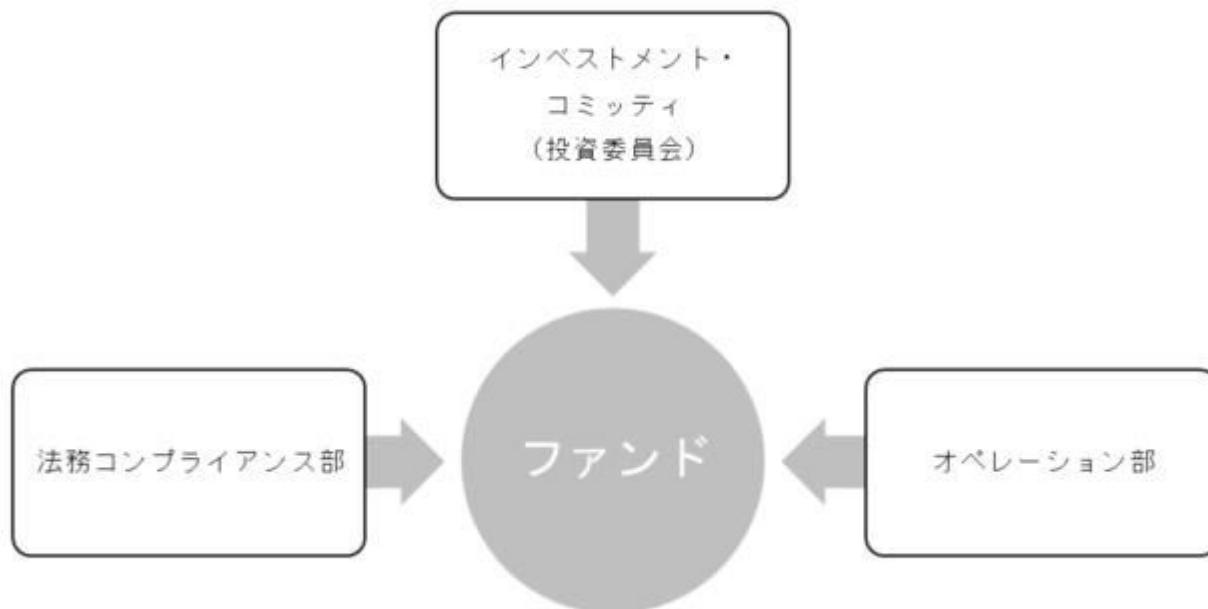 インベストメント・
コミッティ
（投資委員会）
法務コンプライアンス部
ファンド
オペレーション部